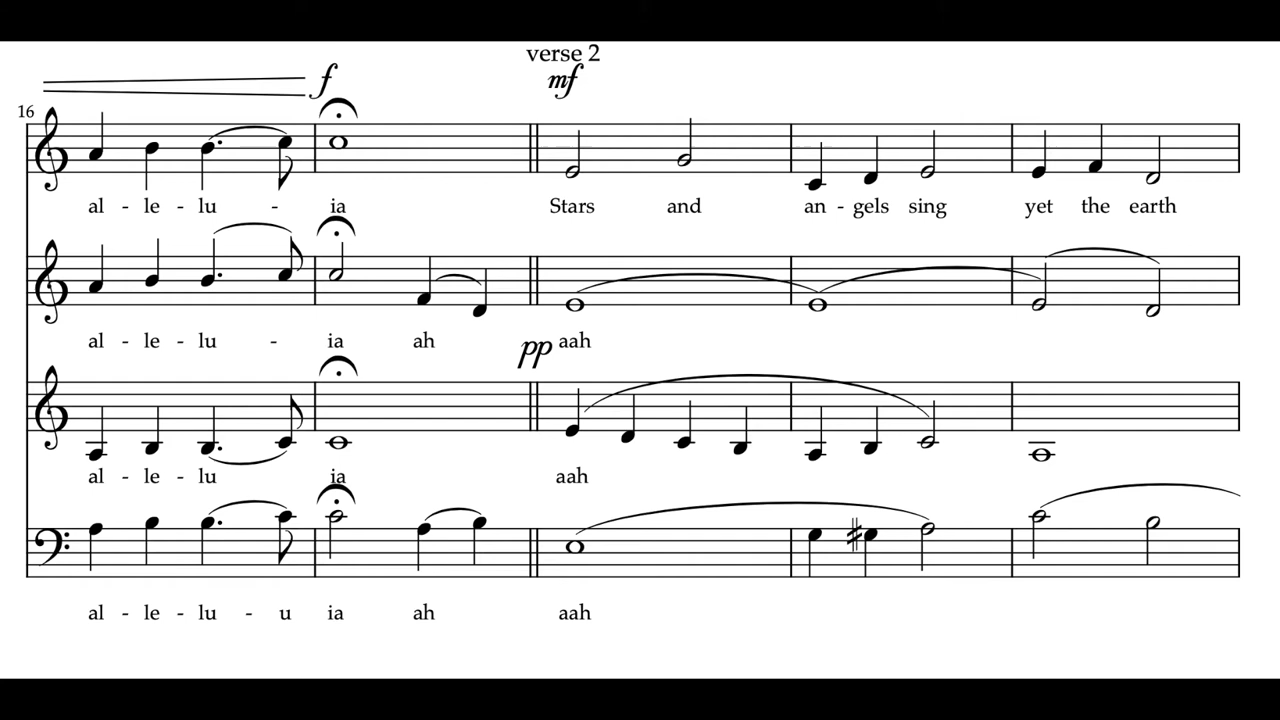 verse 2
f
mf
16
al - le - lu - ia Stars and an - gels sing yet the earth
al - le - lu - ia ah aah
pp
al - le - lu ia aah
al - le - lu - u ia ah aah